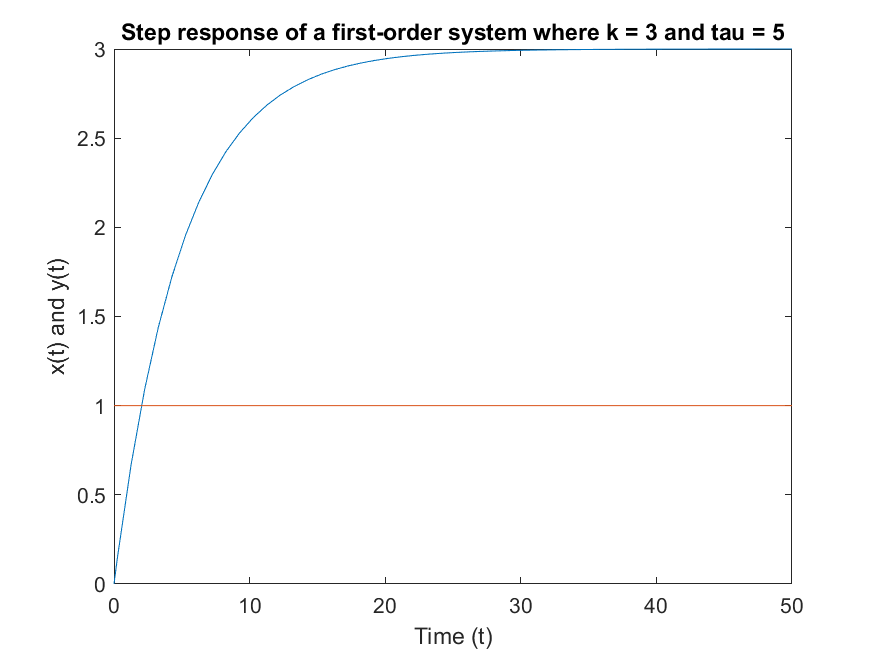 Step response of a first-order system where k = 3 and tau = 5
3
2.5
2
1.5
1
0.5
0
x(t) and y(t)
0 10 20 30 40 50
Time (t)